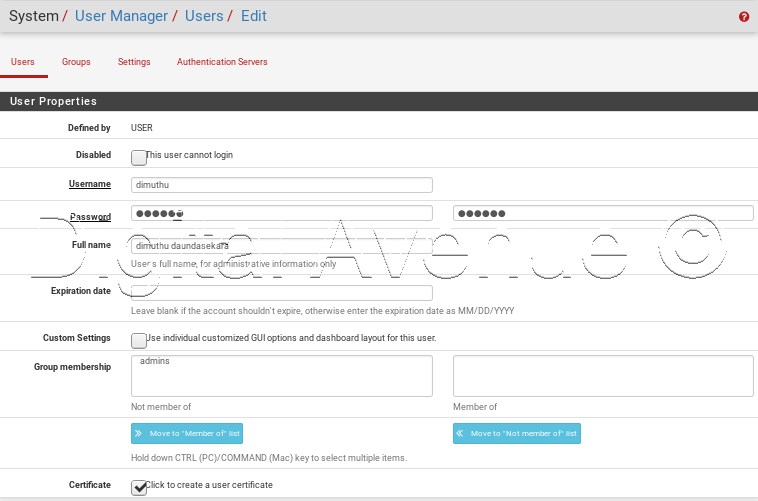 System / User Manager / Users / Edit
Users Groups Settings Authentication Servers
User Properties
Defined by USER
Disabled This user cannot login
Username dimuthu
Password ●●●●●● ●●●●●●
Full name dimuthu daundasekara
User's full name, for administrative information only
Expiration date
Leave blank if the account shouldn't expire, otherwise enter the expiration date as MM/DD/YYYY
Custom Settings Use individual customized GUI options and dashboard layout for this user.
Group membership admins
Not member of Member of
Move to "Member of" list Move to "Not member of" list
Hold down CTRL (PC)/COMMAND (Mac) key to select multiple items.
Certificate Click to create a user certificate